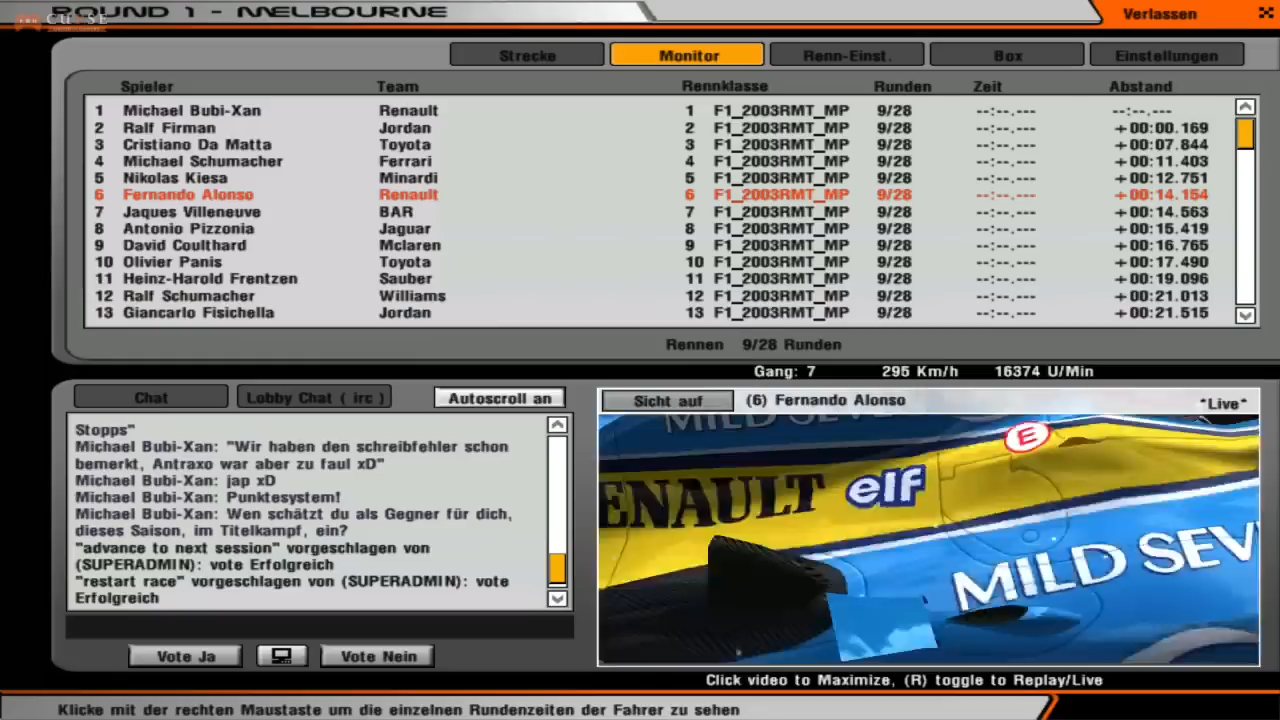 ROUND 1 - MELBOURNE
Verlassen
Strecke Monitor Renn-Einst. Box Einstellungen
Spieler Team Rennklasse Runden Zeit Abstand
1 Michael Bubi-Xan Renault 1 F1_2003RMT_MP 9/28 --:--.--- --:--.---
2 Ralf Firman Jordan 2 F1_2003RMT_MP 9/28 --:--.--- +00:00.169
3 Cristiano Da Matta Toyota 3 F1_2003RMT_MP 9/28 --:--.--- +00:07.844
4 Michael Schumacher Ferrari 4 F1_2003RMT_MP 9/28 --:--.--- +00:11.403
5 Nikolas Kiesa Minardi 5 F1_2003RMT_MP 9/28 --:--.--- +00:12.751
6 Fernando Alonso Renault 6 F1_2003RMT_MP 9/28 --:--.--- +00:14.154
7 Jaques Villeneuve BAR 7 F1_2003RMT_MP 9/28 --:--.--- +00:14.563
8 Antonio Pizzonia Jaguar 8 F1_2003RMT_MP 9/28 --:--.--- +00:15.419
9 David Coulthard Mclaren 9 F1_2003RMT_MP 9/28 --:--.--- +00:16.765
10 Olivier Panis Toyota 10 F1_2003RMT_MP 9/28 --:--.--- +00:17.490
11 Heinz-Harold Frentzen Sauber 11 F1_2003RMT_MP 9/28 --:--.--- +00:19.096
12 Ralf Schumacher Williams 12 F1_2003RMT_MP 9/28 --:--.--- +00:21.013
13 Giancarlo Fisichella Jordan 13 F1_2003RMT_MP 9/28 --:--.--- +00:21.515
Rennen 9/28 Runden
Gang: 7 295 Km/h 16374 U/Min
Chat Lobby Chat ( irc ) Autoscroll an
Stopps"
Michael Bubi-Xan: "Wir haben den schreibfehler schon
bemerkt, Antraxo war aber zu faul xD"
Michael Bubi-Xan: jap xD
Michael Bubi-Xan: Punktesystem!
Michael Bubi-Xan: Wen schätzt du als Gegner für dich,
dieses Saison, im Titelkampf, ein?
"advance to next session" vorgeschlagen von
(SUPERADMIN): vote Erfolgreich
"restart race" vorgeschlagen von (SUPERADMIN): vote
Erfolgreich
Vote Ja Vote Nein
Sicht auf (6) Fernando Alonso *Live*
MILD SEVE
E
ENAULT elf
MILD SEV
Click video to Maximize, (R) toggle to Replay/Live
Klicke mit der rechten Maustaste um die einzelnen Rundenzeiten der Fahrer zu sehen